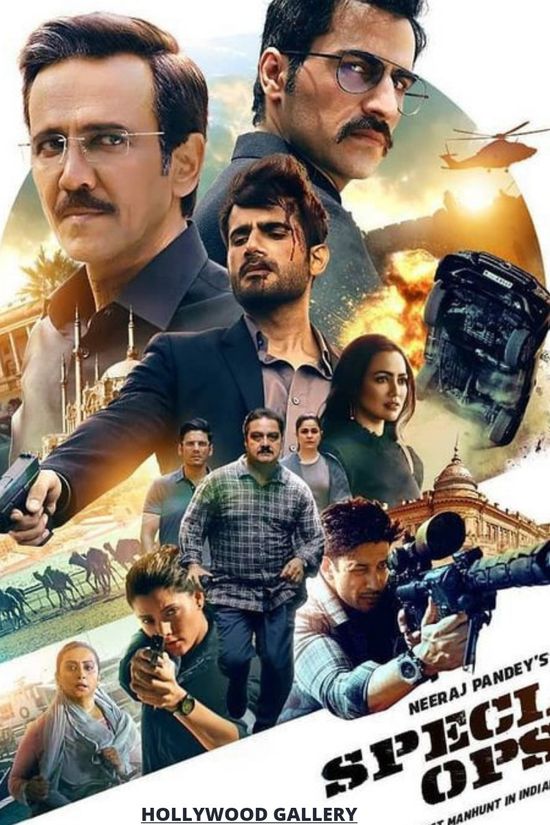 NEERAJ PANDEY'S
SPECI
OPS
MANHUNT IN INDIA
HOLLYWOOD GALLERY